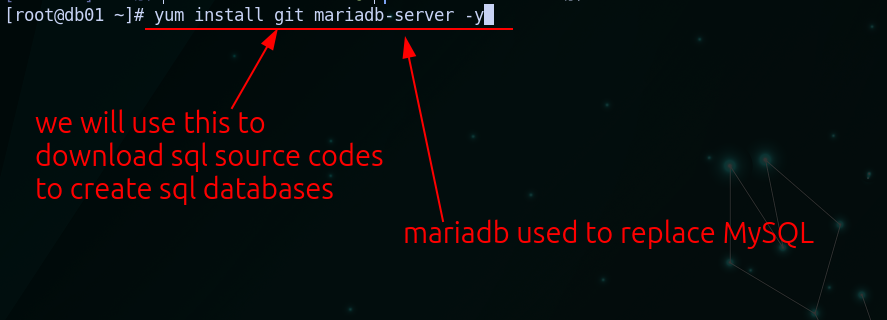 [root@db01 ~]# yum install git mariadb-server -y
we will use this to
download sql source codes
to create sql databases
mariadb used to replace MySQL